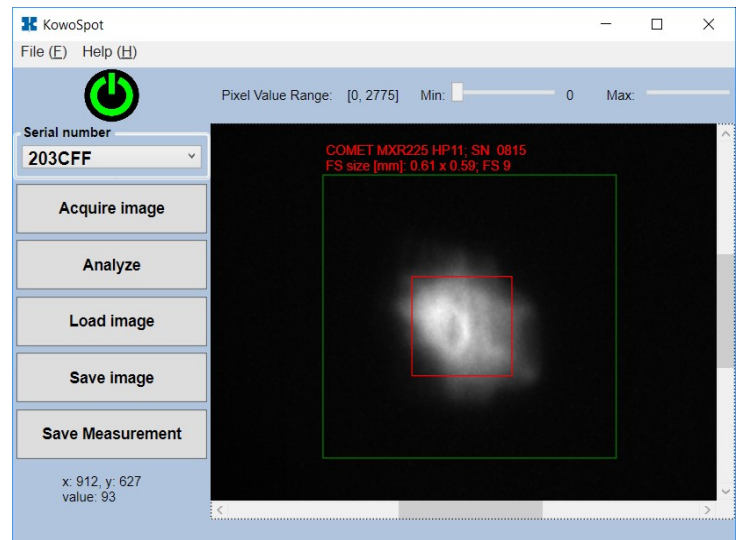 KowoSpot
File (F) Help (H)
Pixel Value Range: [0, 2775] Min: 0 Max:
Serial number
203CFF
Acquire image
Analyze
Load image
Save image
Save Measurement
x: 912, y: 627
value: 93
COMET MXR225 HP11; SN 0815
FS size [mm]: 0.61 x 0.59; FS 9